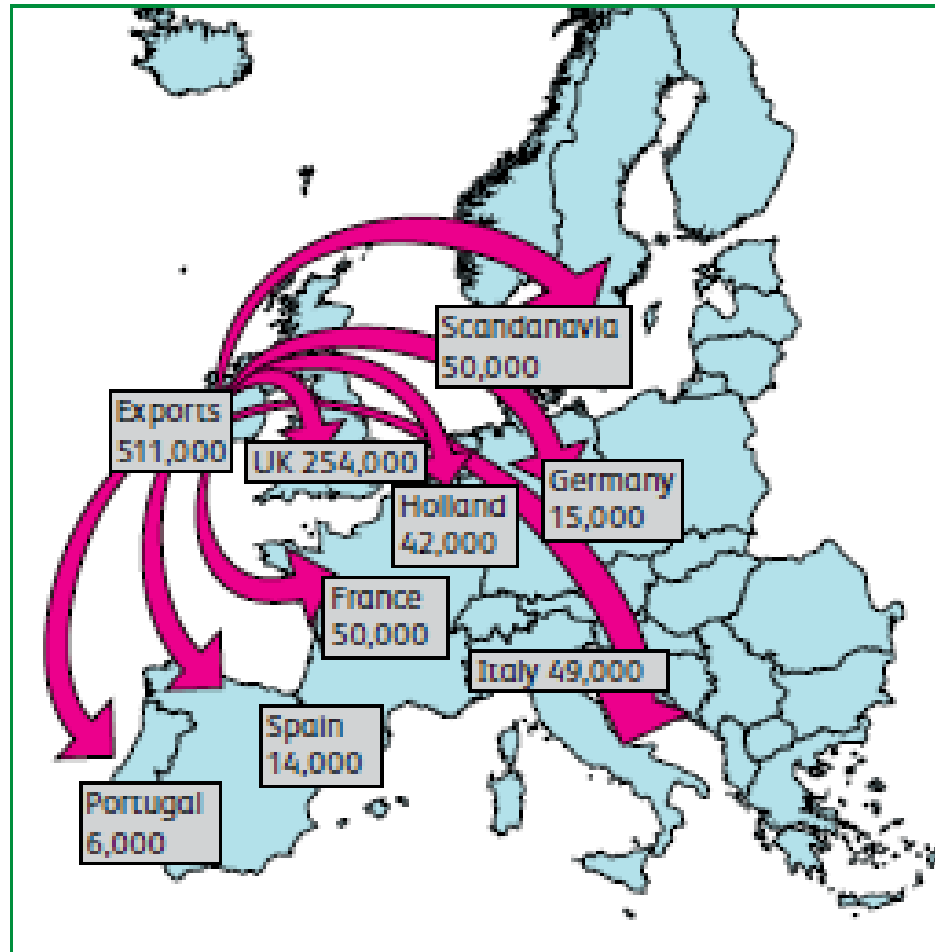 Scandanavia
50,000
Exports
511,000
UK 254,000
Germany
15,000
Holland
42,000
France
50,000
Italy 49,000
Spain
14,000
Portugal
6,000